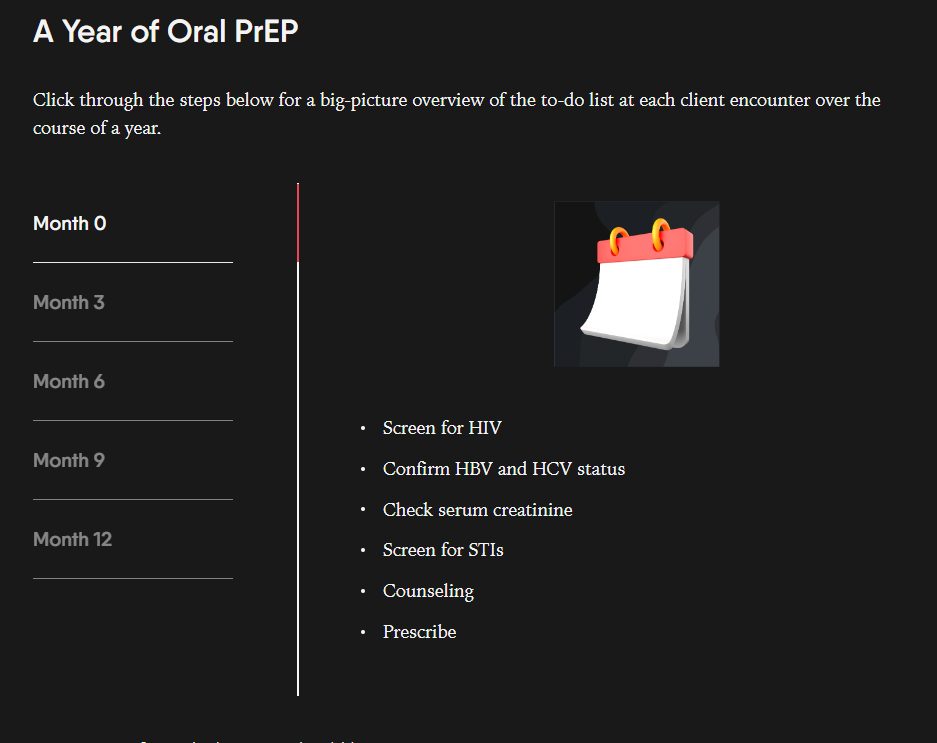 A Year of Oral PrEP
Click through the steps below for a big-picture overview of the to-do list at each client encounter over the
course of a year.
Month 0
Month 3
Month 6
Month 9
Month 12
• Screen for HIV
• Confirm HBV and HCV status
• Check serum creatinine
• Screen for STIs
• Counseling
• Prescribe